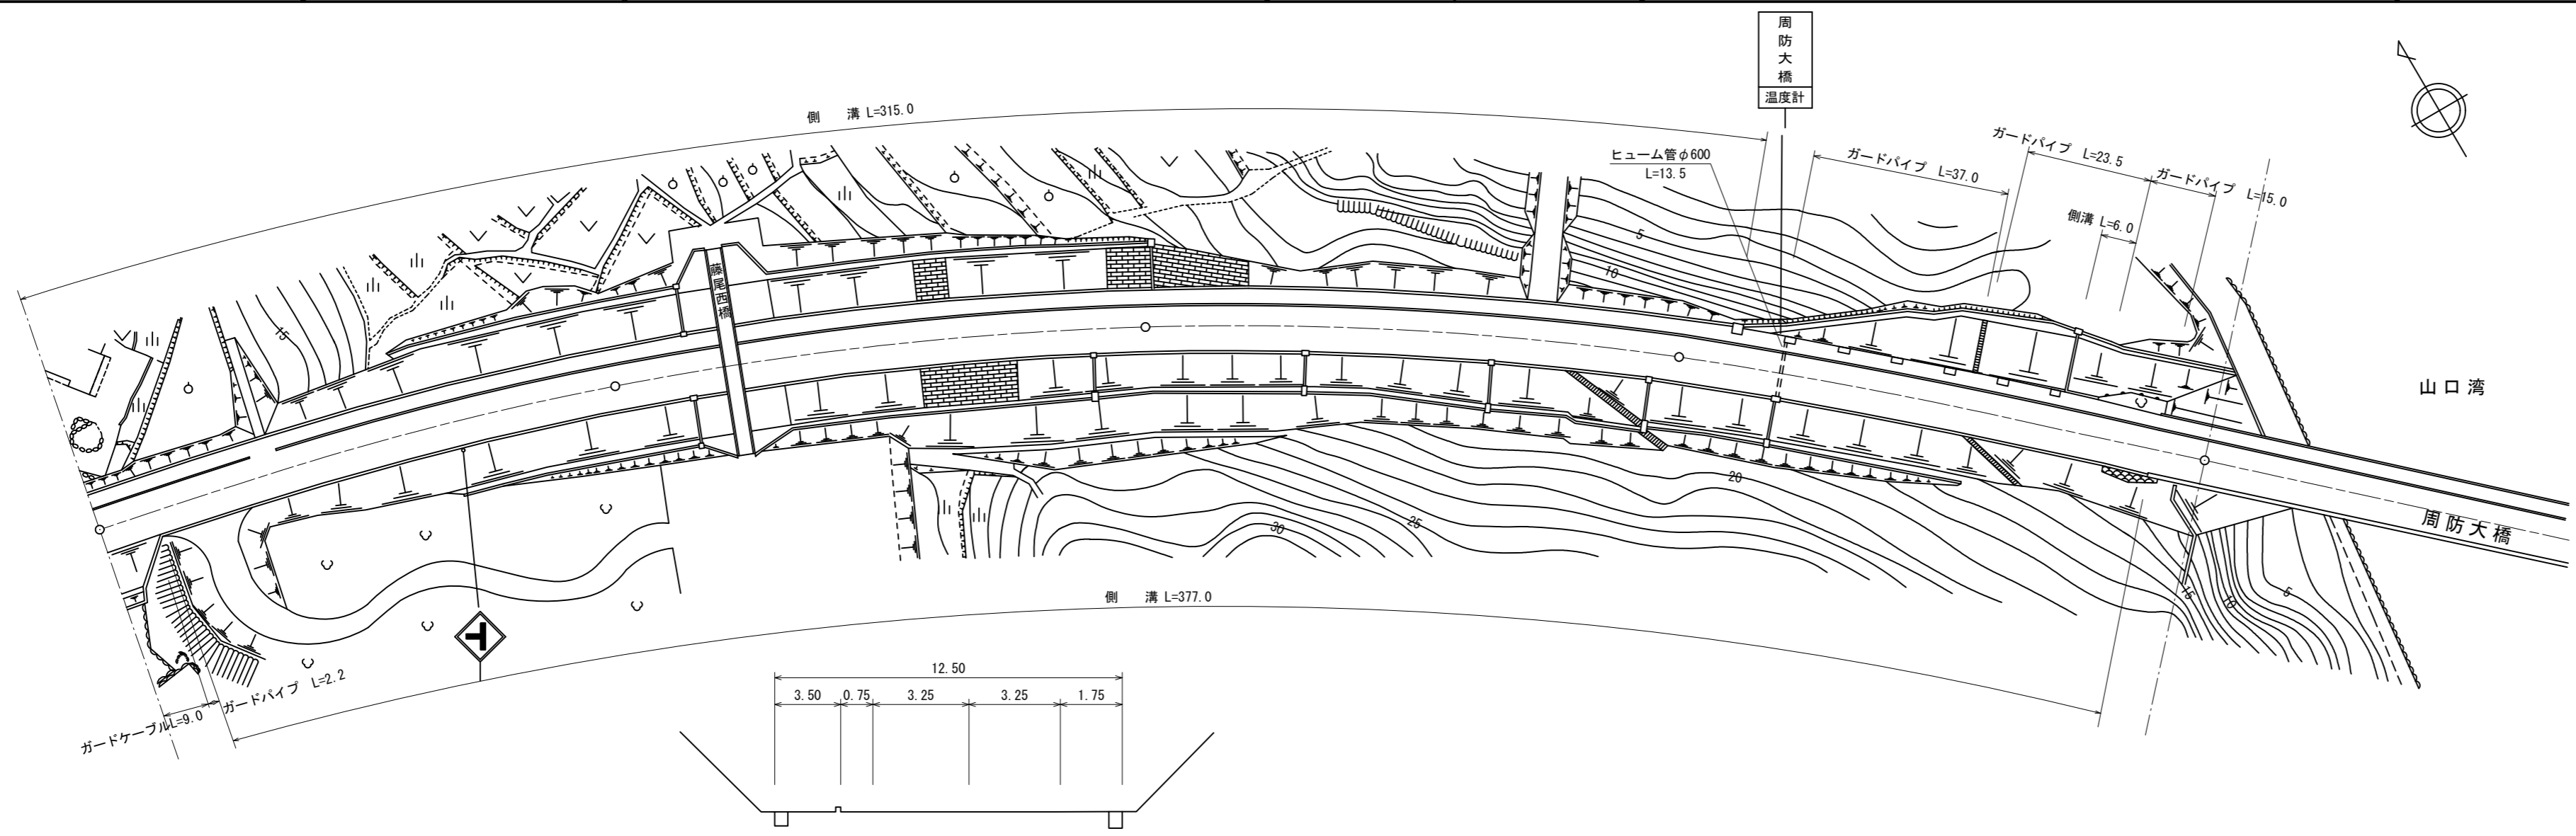 周防大橋
温度計
側　溝 L=315.0
ヒューム管φ600
L=13.5
ガードパイプ L=37.0
ガードパイプ L=23.5
ガードパイプ L=15.0
側溝 L=6.0
5
10
15
藤尾西橋
山口湾
周防大橋
20
25
30
15
10
5
側　溝 L=377.0
ガードパイプ L=2.2
ガードケーブルL=9.0
12.50
3.50 0.75 3.25 3.25 1.75